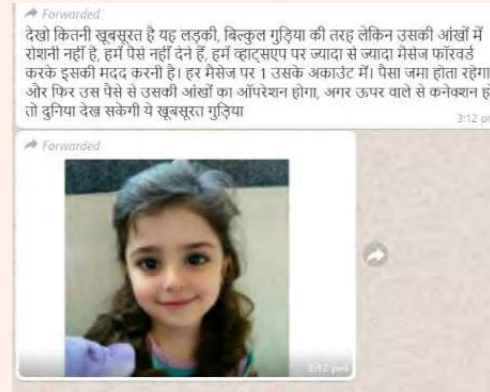 Forwarded
देखो कितनी खूबसूरत है यह लड़की, बिल्कुल गुड़िया की तरह लेकिन उसकी आंखों में
रोशनी नहीं है, हमें पैसे नहीं देने हैं, हमें व्हाट्सएप पर ज्यादा से ज्यादा मैसेज फॉरवर्ड
करके इसकी मदद करनी है। हर मैसेज पर 1 उसके अकाउंट में। पैसा जमा होता रहेगा
और फिर उस पैसे से उसकी आंखों का ऑपरेशन होगा, अगर ऊपर वाले से कनेक्शन
तो दुनिया देख सकेगी ये खूबसूरत गुड़िया
3:12
Forwarded
3:12 pm